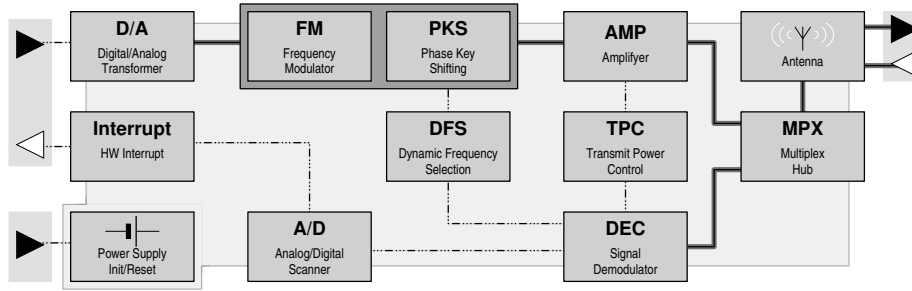 D/A
Digital/Analog
Transformer
FM
Frequency
Modulator
PKS
Phase Key
Shifting
AMP
Amplifyer
Antenna
Interrupt
HW Interrupt
DFS
Dynamic Frequency
Selection
TPC
Transmit Power
Control
MPX
Multiplex
Hub
Power Supply
Init/Reset
A/D
Analog/Digital
Scanner
DEC
Signal
Demodulator